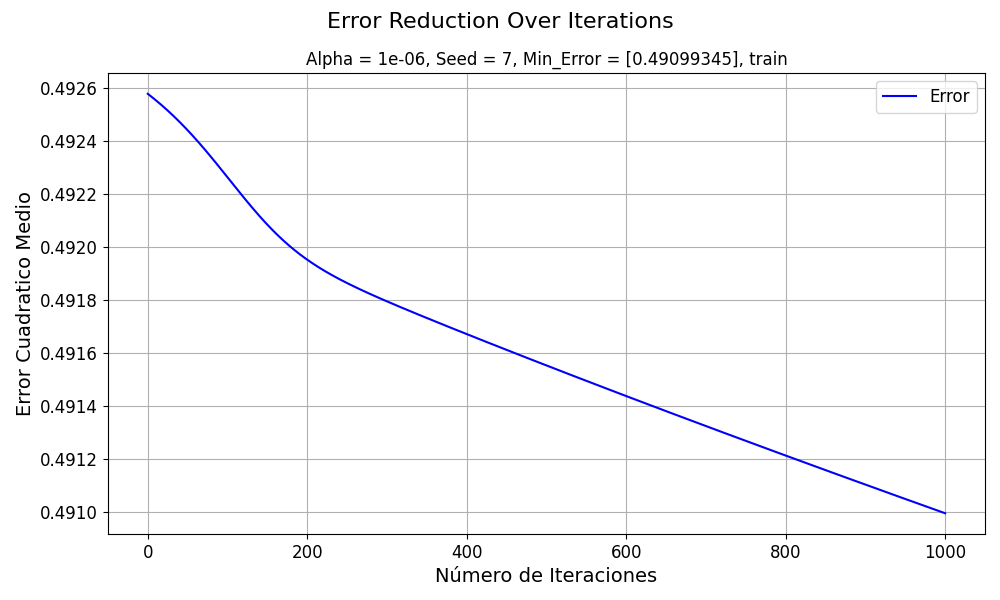 Error Reduction Over Iterations
Alpha = 1e-06, Seed = 7, Min_Error = [0.49099345], train
Error
Error Cuadratico Medio
0.4926
0.4924
0.4922
0.4920
0.4918
0.4916
0.4914
0.4912
0.4910
0 200 400 600 800 1000
Número de Iteraciones